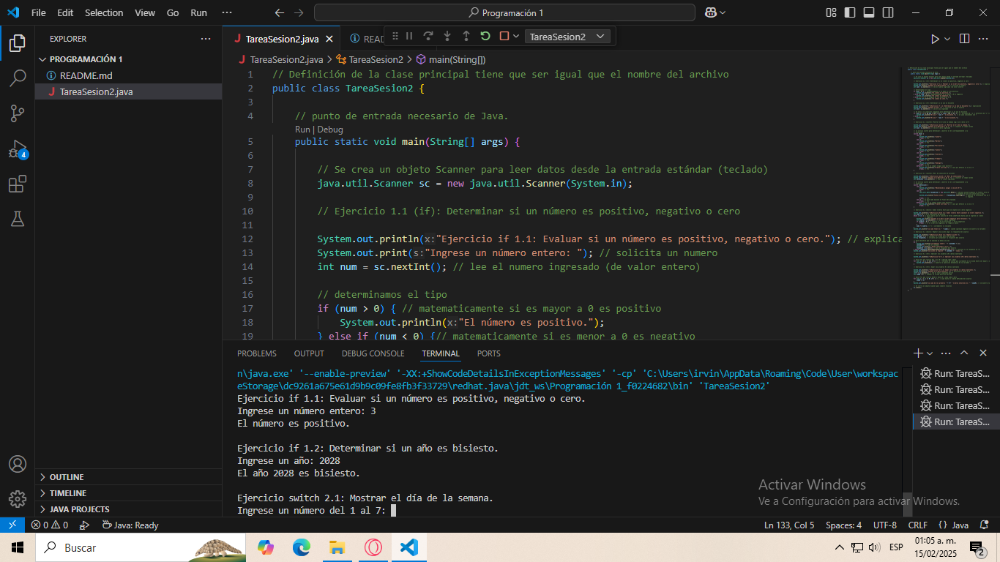 File Edit Selection View Go Run ··· Programación 1
EXPLORER ···
PROGRAMACIÓN 1
README.md
J TareaSesion2.java
OUTLINE
TIMELINE
JAVA PROJECTS
4
J TareaSesion2.java READ TareaSesion2
J TareaSesion2.java > TareaSesion2 > main(String[])
1 // Definición de la clase principal tiene que ser igual que el nombre del archivo
2 public class TareaSesion2 {
3
4 // punto de entrada necesario de Java.
Run | Debug
5 public static void main(String[] args) {
6
7 // Se crea un objeto Scanner para leer datos desde la entrada estándar (teclado)
8 java.util.Scanner sc = new java.util.Scanner(System.in);
9
10 // Ejercicio 1.1 (if): Determinar si un número es positivo, negativo o cero
11
12 System.out.println(x:"Ejercicio if 1.1: Evaluar si un número es positivo, negativo o cero."); // explica
13 System.out.print(s:"Ingrese un número entero: "); // solicita un numero
14 int num = sc.nextInt(); // lee el numero ingresado (de valor entero)
15
16 // determinamos el tipo
17 if (num > 0) { // matematicamente si es mayor a 0 es positivo
18 System.out.println(x:"El número es positivo.");
19 } else if (num < 0) {// matematicamente si es menor a 0 es negativo
PROBLEMS OUTPUT DEBUG CONSOLE TERMINAL PORTS
n\java.exe' '--enable-preview' '-XX:+ShowCodeDetailsInExceptionMessages' '-cp' 'C:\Users\irvin\AppData\Roaming\Code\User\workspac
eStorage\dc9261a675e61d9b9c09fe8fb3f33729\redhat.java\jdt_ws\Programación 1_f0224682\bin' 'TareaSesion2'
Ejercicio if 1.1: Evaluar si un número es positivo, negativo o cero.
Ingrese un número entero: 3
El número es positivo.
Ejercicio if 1.2: Determinar si un año es bisiesto.
Ingrese un año: 2028
El año 2028 es bisiesto.
Ejercicio switch 2.1: Mostrar el día de la semana.
Ingrese un número del 1 al 7:
Run: TareaS...
Run: TareaS...
Run: TareaS...
Run: TareaS...
Activar Windows
Ve a Configuración para activar Windows.
0 0 Java: Ready Ln 133, Col 5 Spaces: 4 UTF-8 CRLF {} Java
Buscar ESP 01:05 a. m.
15/02/2025
2